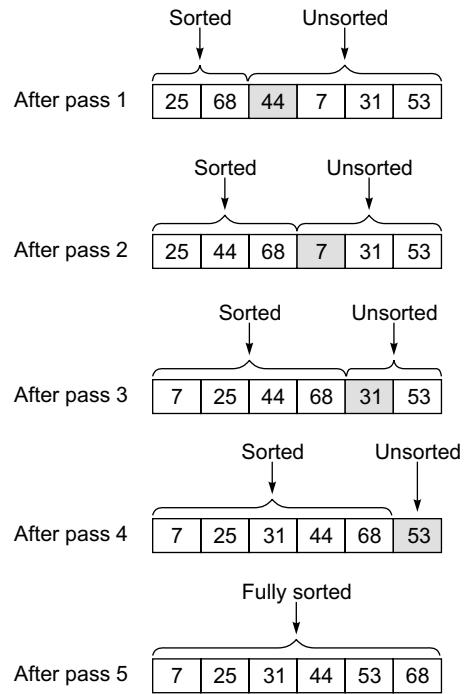 Sorted Unsorted
After pass 1 25 68 44 7 31 53
Sorted Unsorted
After pass 2 25 44 68 7 31 53
Sorted Unsorted
After pass 3 7 25 44 68 31 53
Sorted Unsorted
After pass 4 7 25 31 44 68 53
Fully sorted
After pass 5 7 25 31 44 53 68